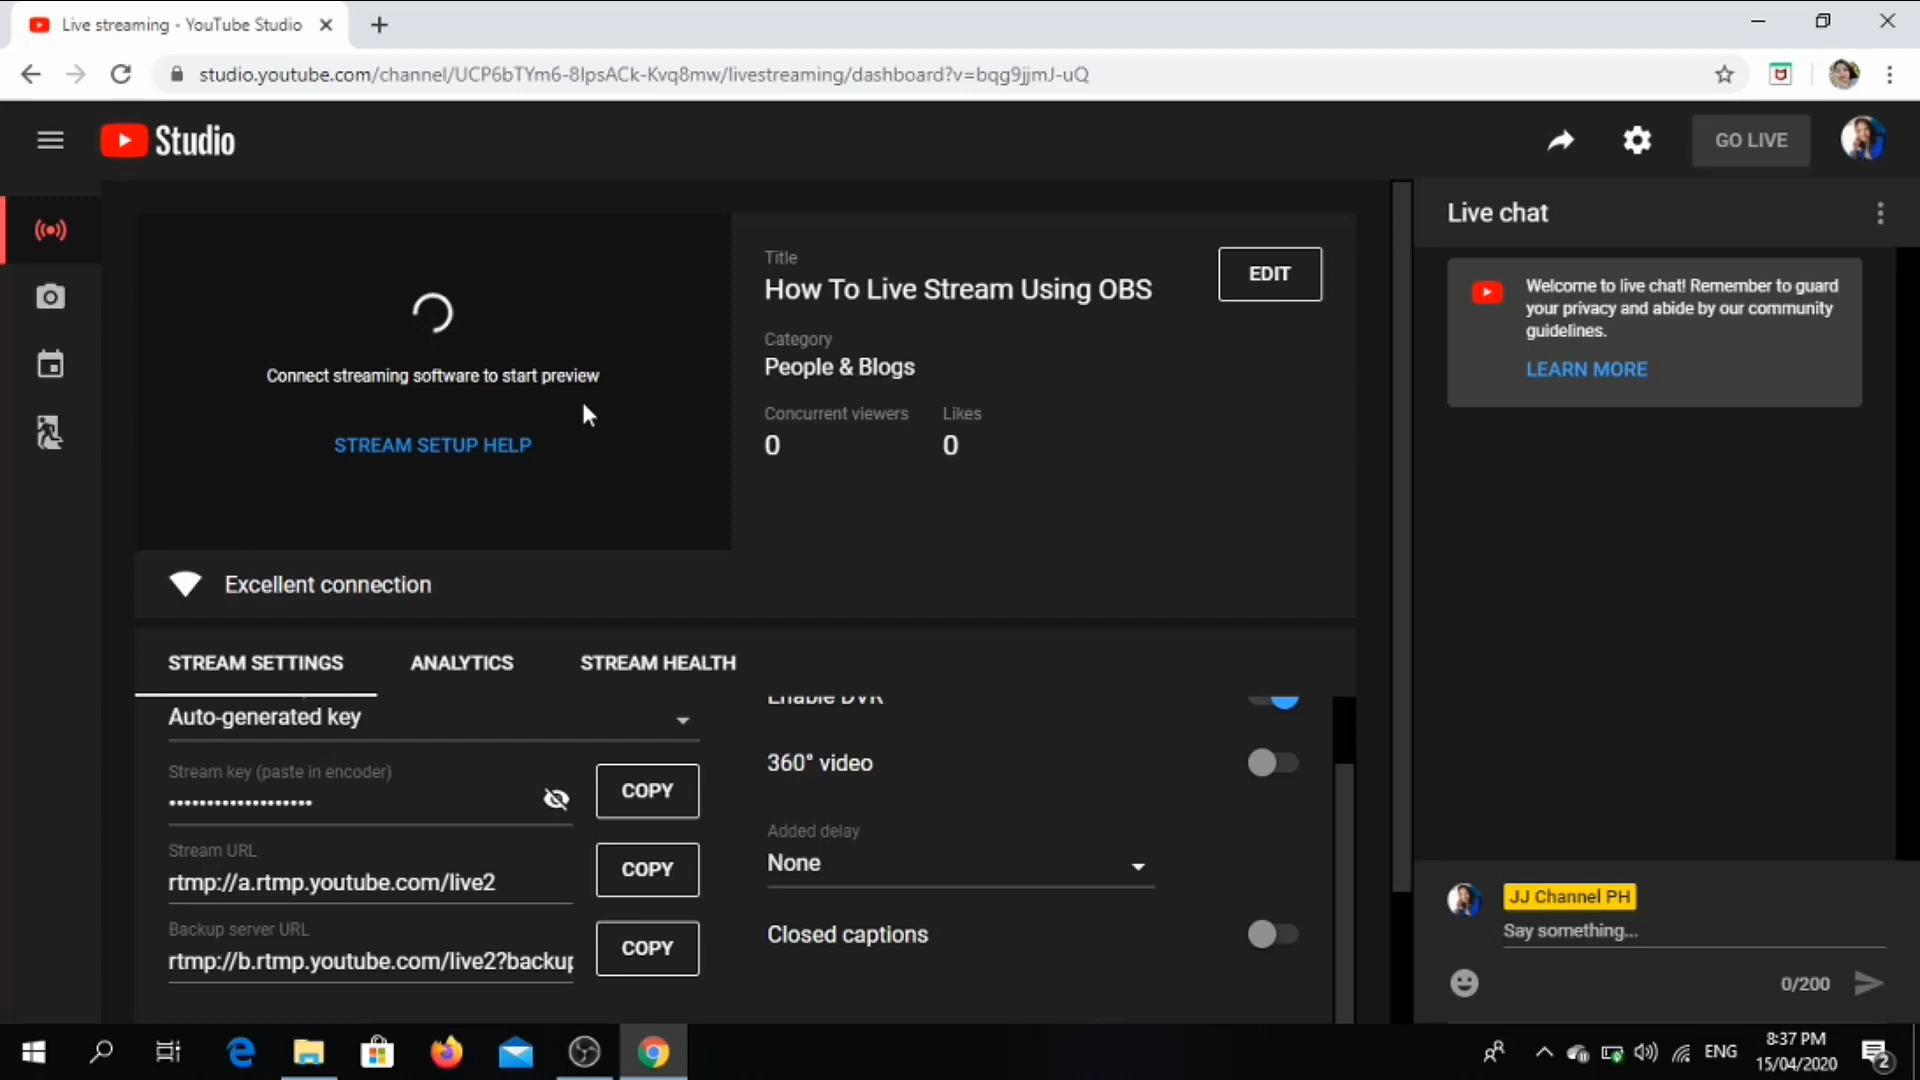 Live streaming - YouTube Studio
studio.youtube.com/channel/UCP6bTYm6-8lpsACk-Kvq8mw/livestreaming/dashboard?v=bqg9jjmJ-uQ
Studio
GO LIVE
Connect streaming software to start preview
STREAM SETUP HELP
Title
How To Live Stream Using OBS
EDIT
Category
People & Blogs
Concurrent viewers
Likes
0
0
Excellent connection
STREAM SETTINGS
ANALYTICS
STREAM HEALTH
Auto-generated key
Stream key (paste in encoder)
COPY
Stream URL
rtmp://a.rtmp.youtube.com/live2
COPY
Backup server URL
rtmp://b.rtmp.youtube.com/live2?backup
COPY
Enable DVR
360° video
Added delay
None
Closed captions
Live chat
Welcome to live chat! Remember to guard
your privacy and abide by our community
guidelines.
LEARN MORE
JJ Channel PH
Say something...
0/200
ENG
8:37 PM
15/04/2020
2